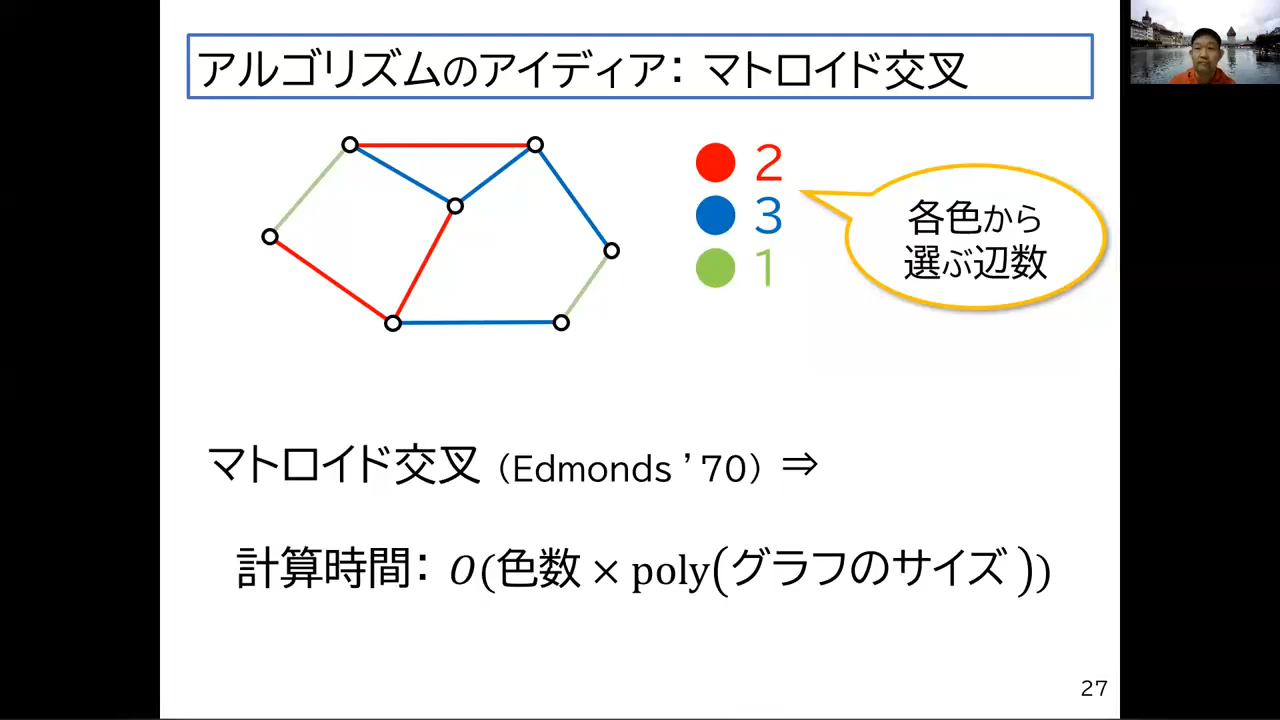 アルゴリズムのアイディア： マトロイド交叉
2
3
1
各色から
選ぶ辺数
マトロイド交叉 (Edmonds ’70) ⇒
計算時間： O(色数 × poly(グラフのサイズ ))
27